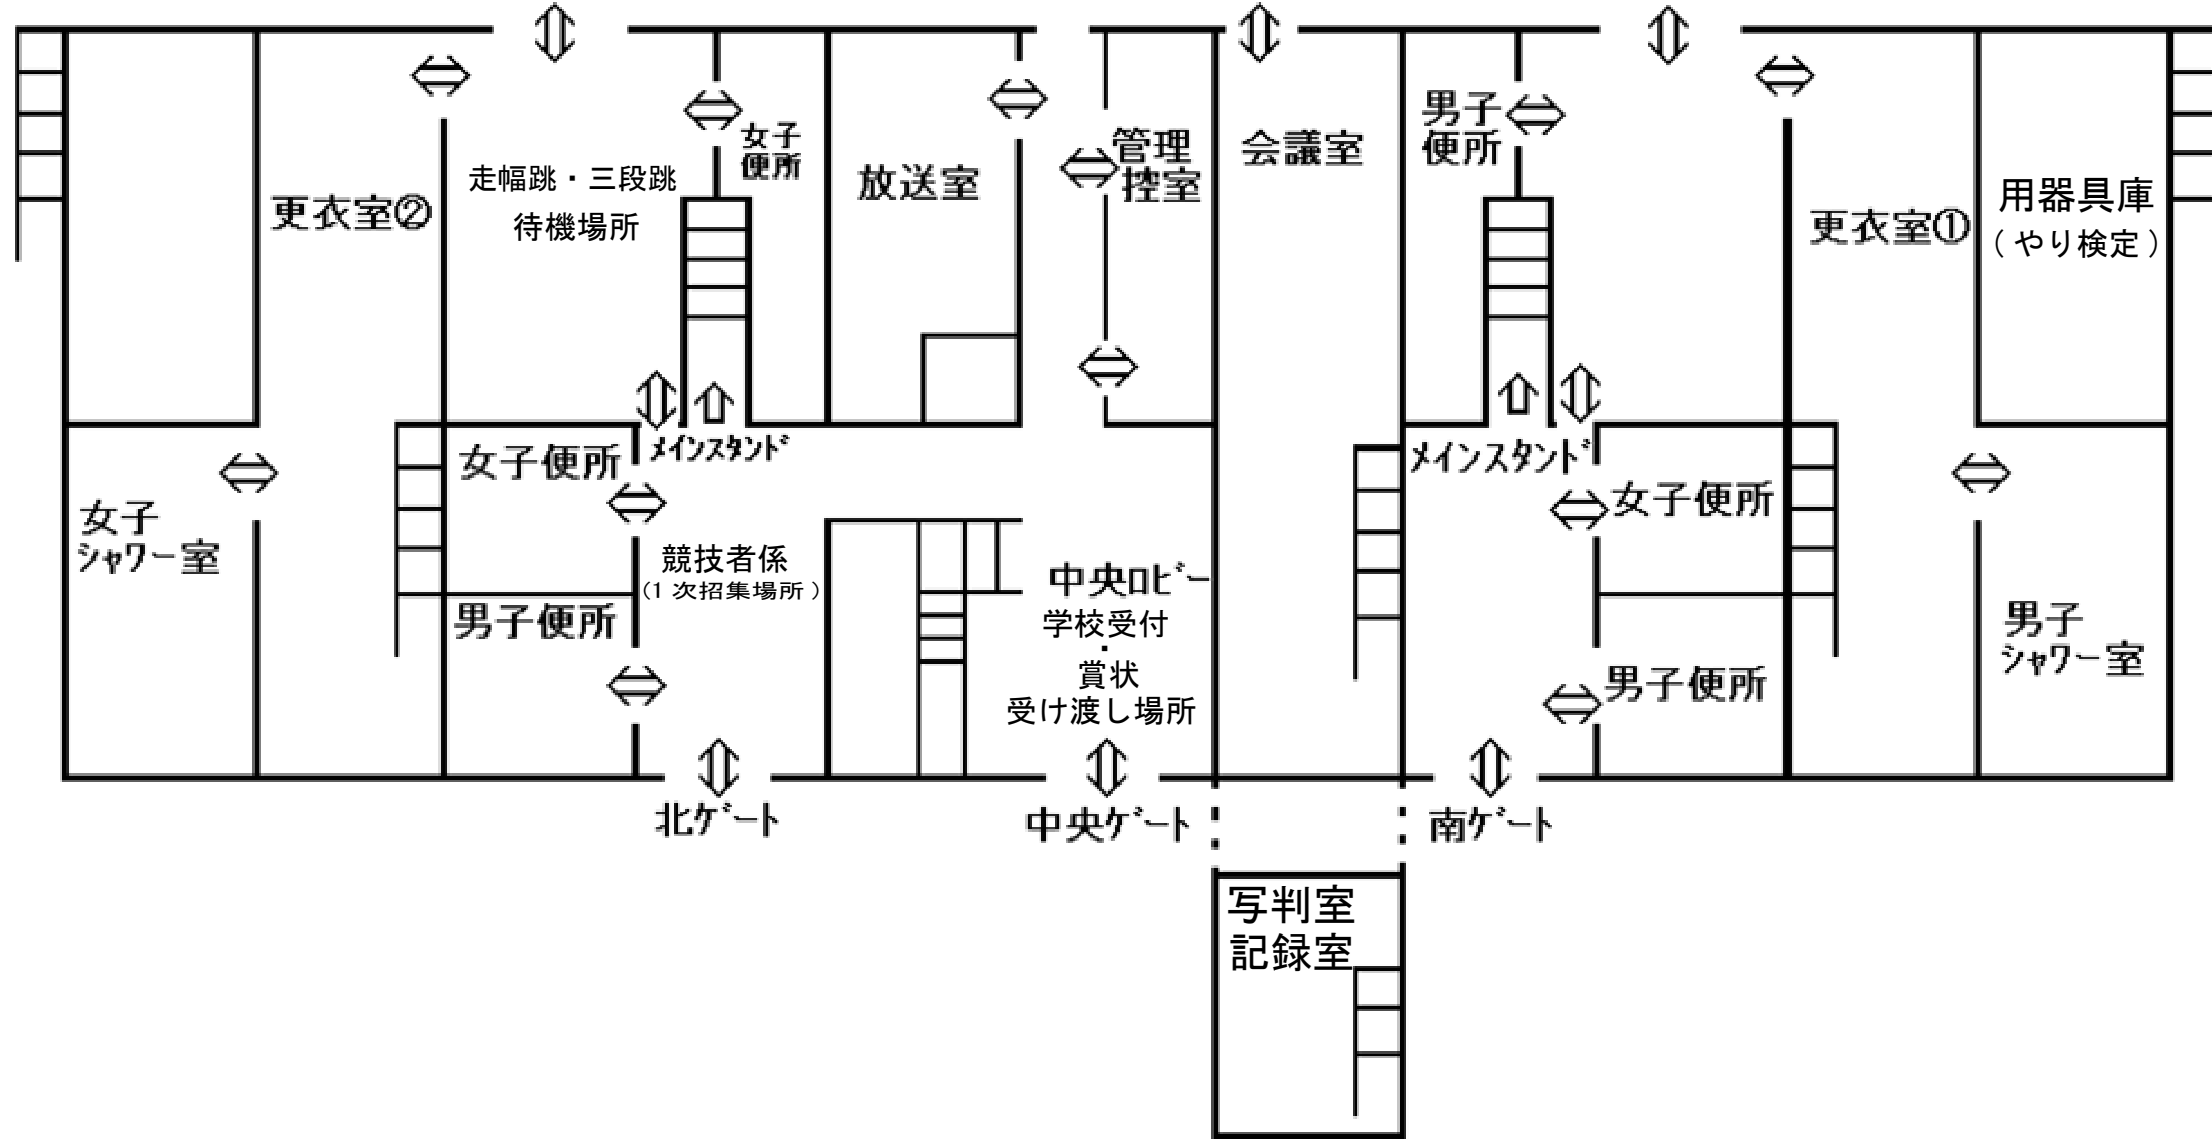 男子
便所
女子
便所
管理
控室
会議室
放送室
走幅跳・三段跳
待機場所
更衣室②
更衣室①
用器具庫
(やり検定)
メインスタンド
メインスタンド
女子便所
女子便所
女子
シャワー室
競技者係
(1次招集場所)
男子便所
中央ロビー
学校受付
・
賞状
受け渡し場所
男子便所
男子
シャワー室
北ゲート
中央ゲート
南ゲート
写判室
記録室